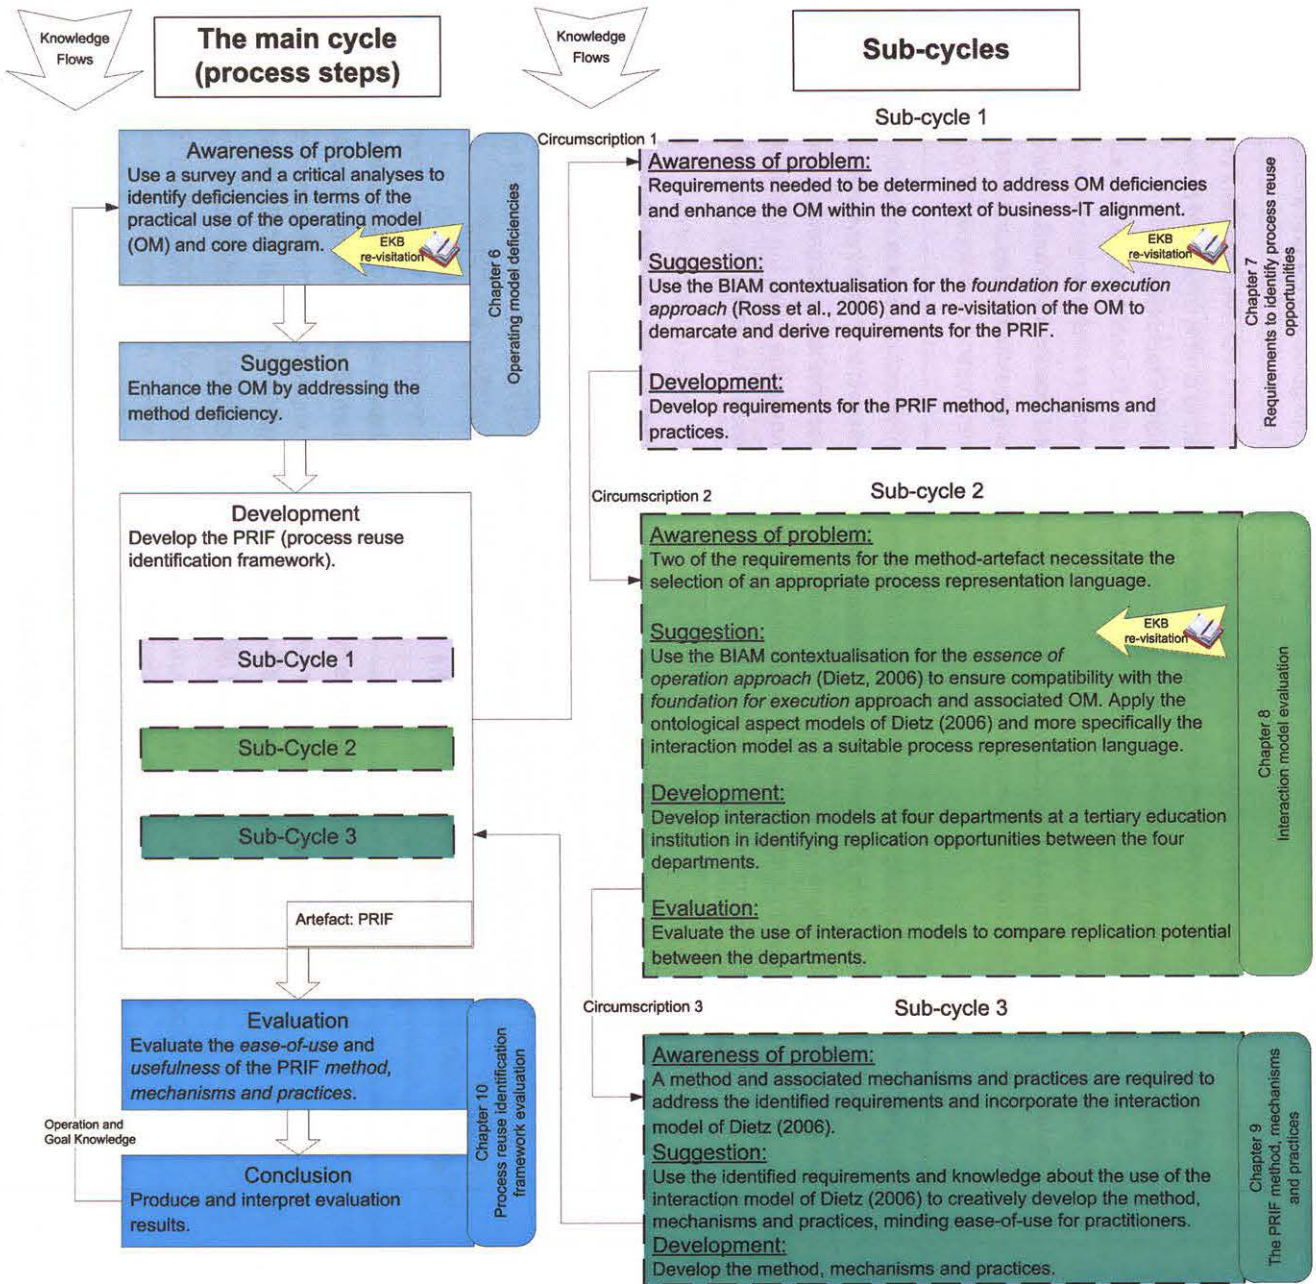 Knowledge
Flows
The main cycle
(process steps)
Awareness of problem
Use a survey and a critical analyses to
identify deficiencies in terms of the
practical use of the operating model
(OM) and core diagram.
EKB
re-visitation
Chapter 6
Operating model deficiencies
Suggestion
Enhance the OM by addressing the
method deficiency.
Development
Develop the PRIF (process reuse
identification framework).
Sub-Cycle 1
Sub-Cycle 2
Sub-Cycle 3
Artefact: PRIF
Evaluation
Evaluate the ease-of-use and
usefulness of the PRIF method,
mechanisms and practices.
Chapter 10
Process reuse identification
framework evaluation
Operation and
Goal Knowledge
Conclusion
Produce and interpret evaluation
results.
Knowledge
Flows
Sub-cycles
Sub-cycle 1
Circumscription 1
Awareness of problem:
Requirements needed to be determined to address OM deficiencies
and enhance the OM within the context of business-IT alignment.
EKB
re-visitation
Suggestion:
Use the BIAM contextualisation for the foundation for execution
approach (Ross et al., 2006) and a re-visitation of the OM to
demarcate and derive requirements for the PRIF.
Development:
Develop requirements for the PRIF method, mechanisms and
practices.
Chapter 7
Requirements to identify process reuse
opportunities
Sub-cycle 2
Circumscription 2
Awareness of problem:
Two of the requirements for the method-artefact necessitate the
selection of an appropriate process representation language.
EKB
re-visitation
Suggestion:
Use the BIAM contextualisation for the essence of
operation approach (Dietz, 2006) to ensure compatibility with the
foundation for execution approach and associated OM. Apply the
ontological aspect models of Dietz (2006) and more specifically the
interaction model as a suitable process representation language.
Development:
Develop interaction models at four departments at a tertiary education
institution in identifying replication opportunities between the four
departments.
Evaluation:
Evaluate the use of interaction models to compare replication potential
between the departments.
Chapter 8
Interaction model evaluation
Sub-cycle 3
Circumscription 3
Awareness of problem:
A method and associated mechanisms and practices are required to
address the identified requirements and incorporate the interaction
model of Dietz (2006).
Suggestion:
Use the identified requirements and knowledge about the use of the
interaction model of Dietz (2006) to creatively develop the method,
mechanisms and practices, minding ease-of-use for practitioners.
Development:
Develop the method, mechanisms and practices.
Chapter 9
The PRIF method, mechanisms
and practices